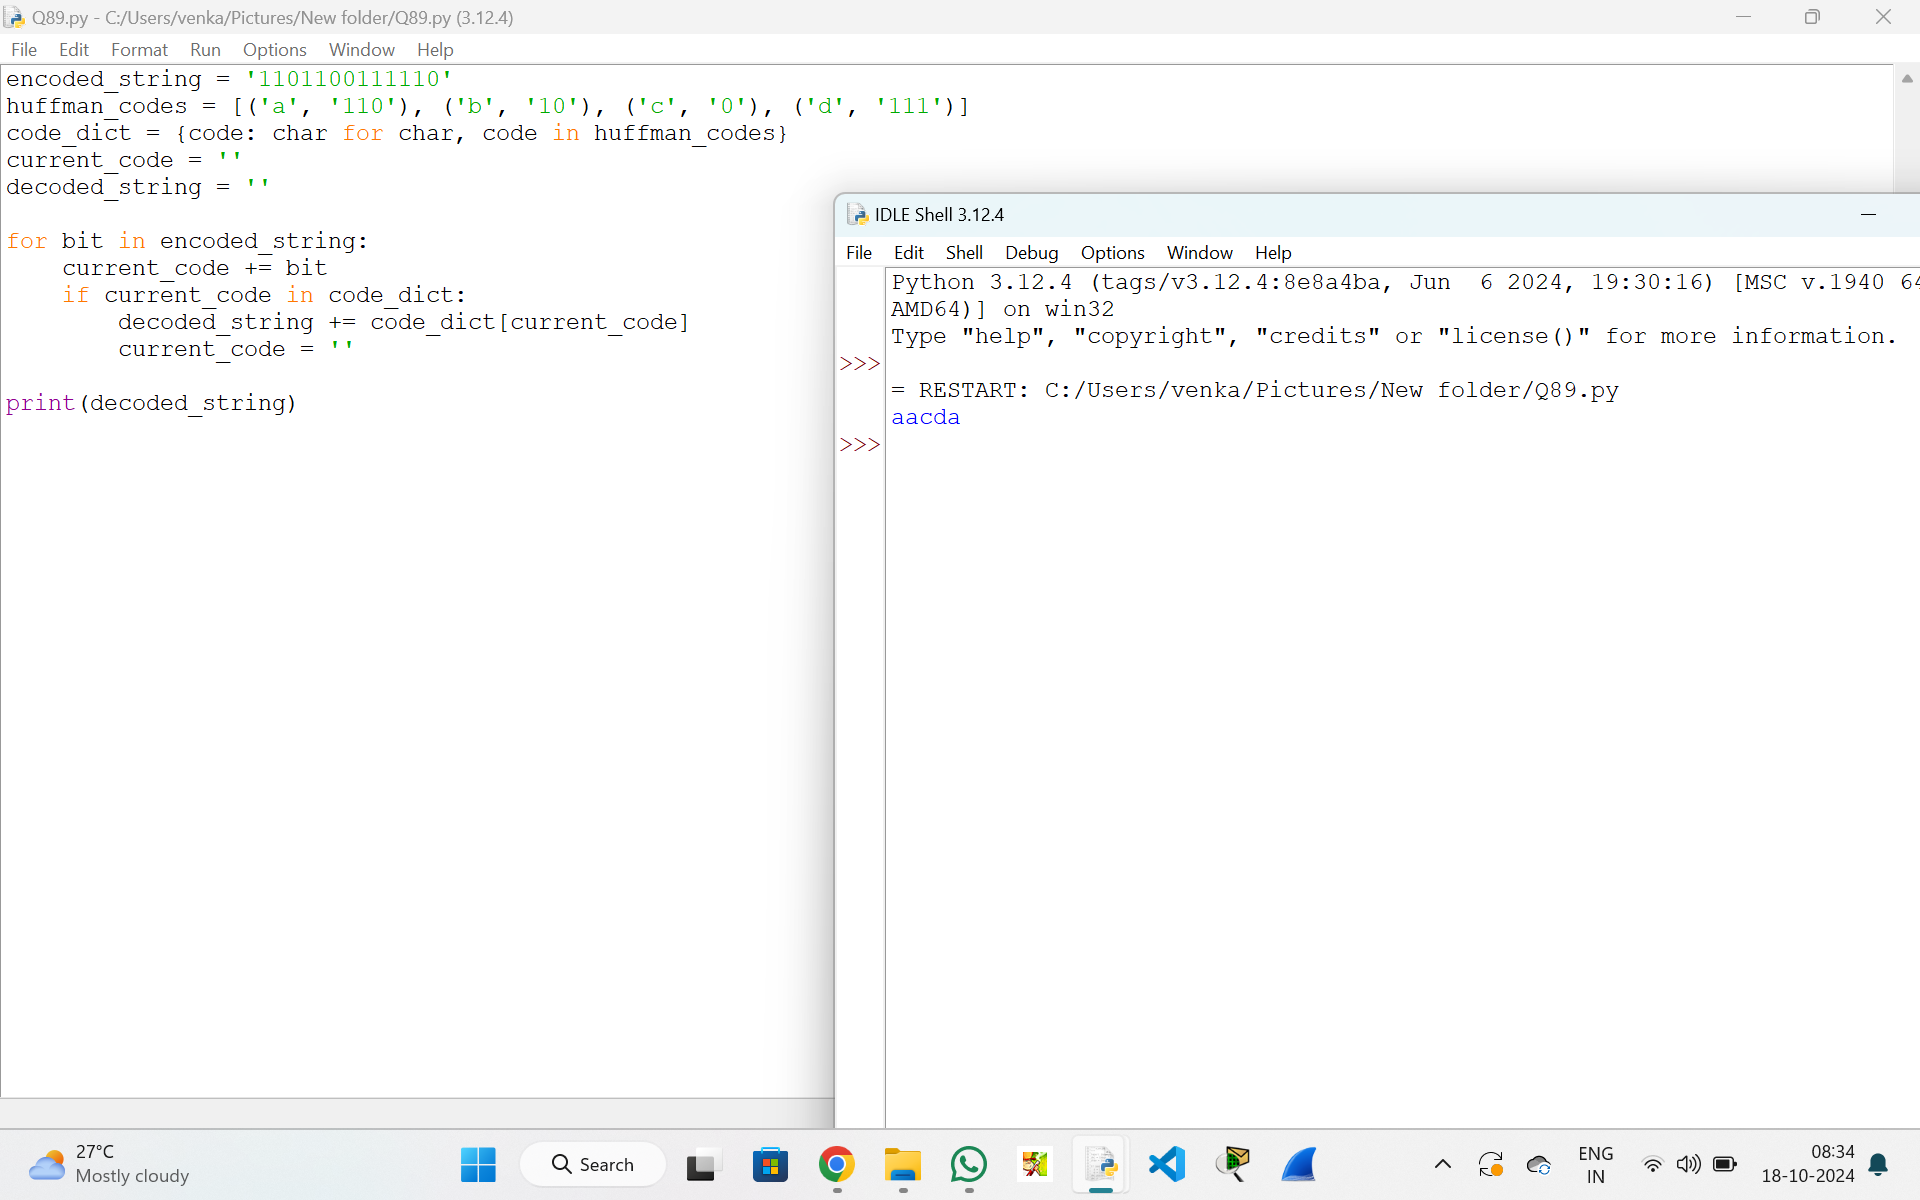 Q89.py - C:/Users/venka/Pictures/New folder/Q89.py (3.12.4)
File Edit Format Run Options Window Help
encoded_string = '1101100111110'
huffman_codes = [('a', '110'), ('b', '10'), ('c', '0'), ('d', '111')]
code_dict = {code: char for char, code in huffman_codes}
current_code = ''
decoded_string = ''
for bit in encoded_string:
    current_code += bit
    if current_code in code_dict:
        decoded_string += code_dict[current_code]
        current_code = ''
print(decoded_string)
IDLE Shell 3.12.4
File Edit Shell Debug Options Window Help
Python 3.12.4 (tags/v3.12.4:8e8a4ba, Jun  6 2024, 19:30:16) [MSC v.1940 64
AMD64)] on win32
Type "help", "copyright", "credits" or "license()" for more information.
>>>
= RESTART: C:/Users/venka/Pictures/New folder/Q89.py
aacda
>>>
27°C
Mostly cloudy
Search
ENG
IN
08:34
18-10-2024